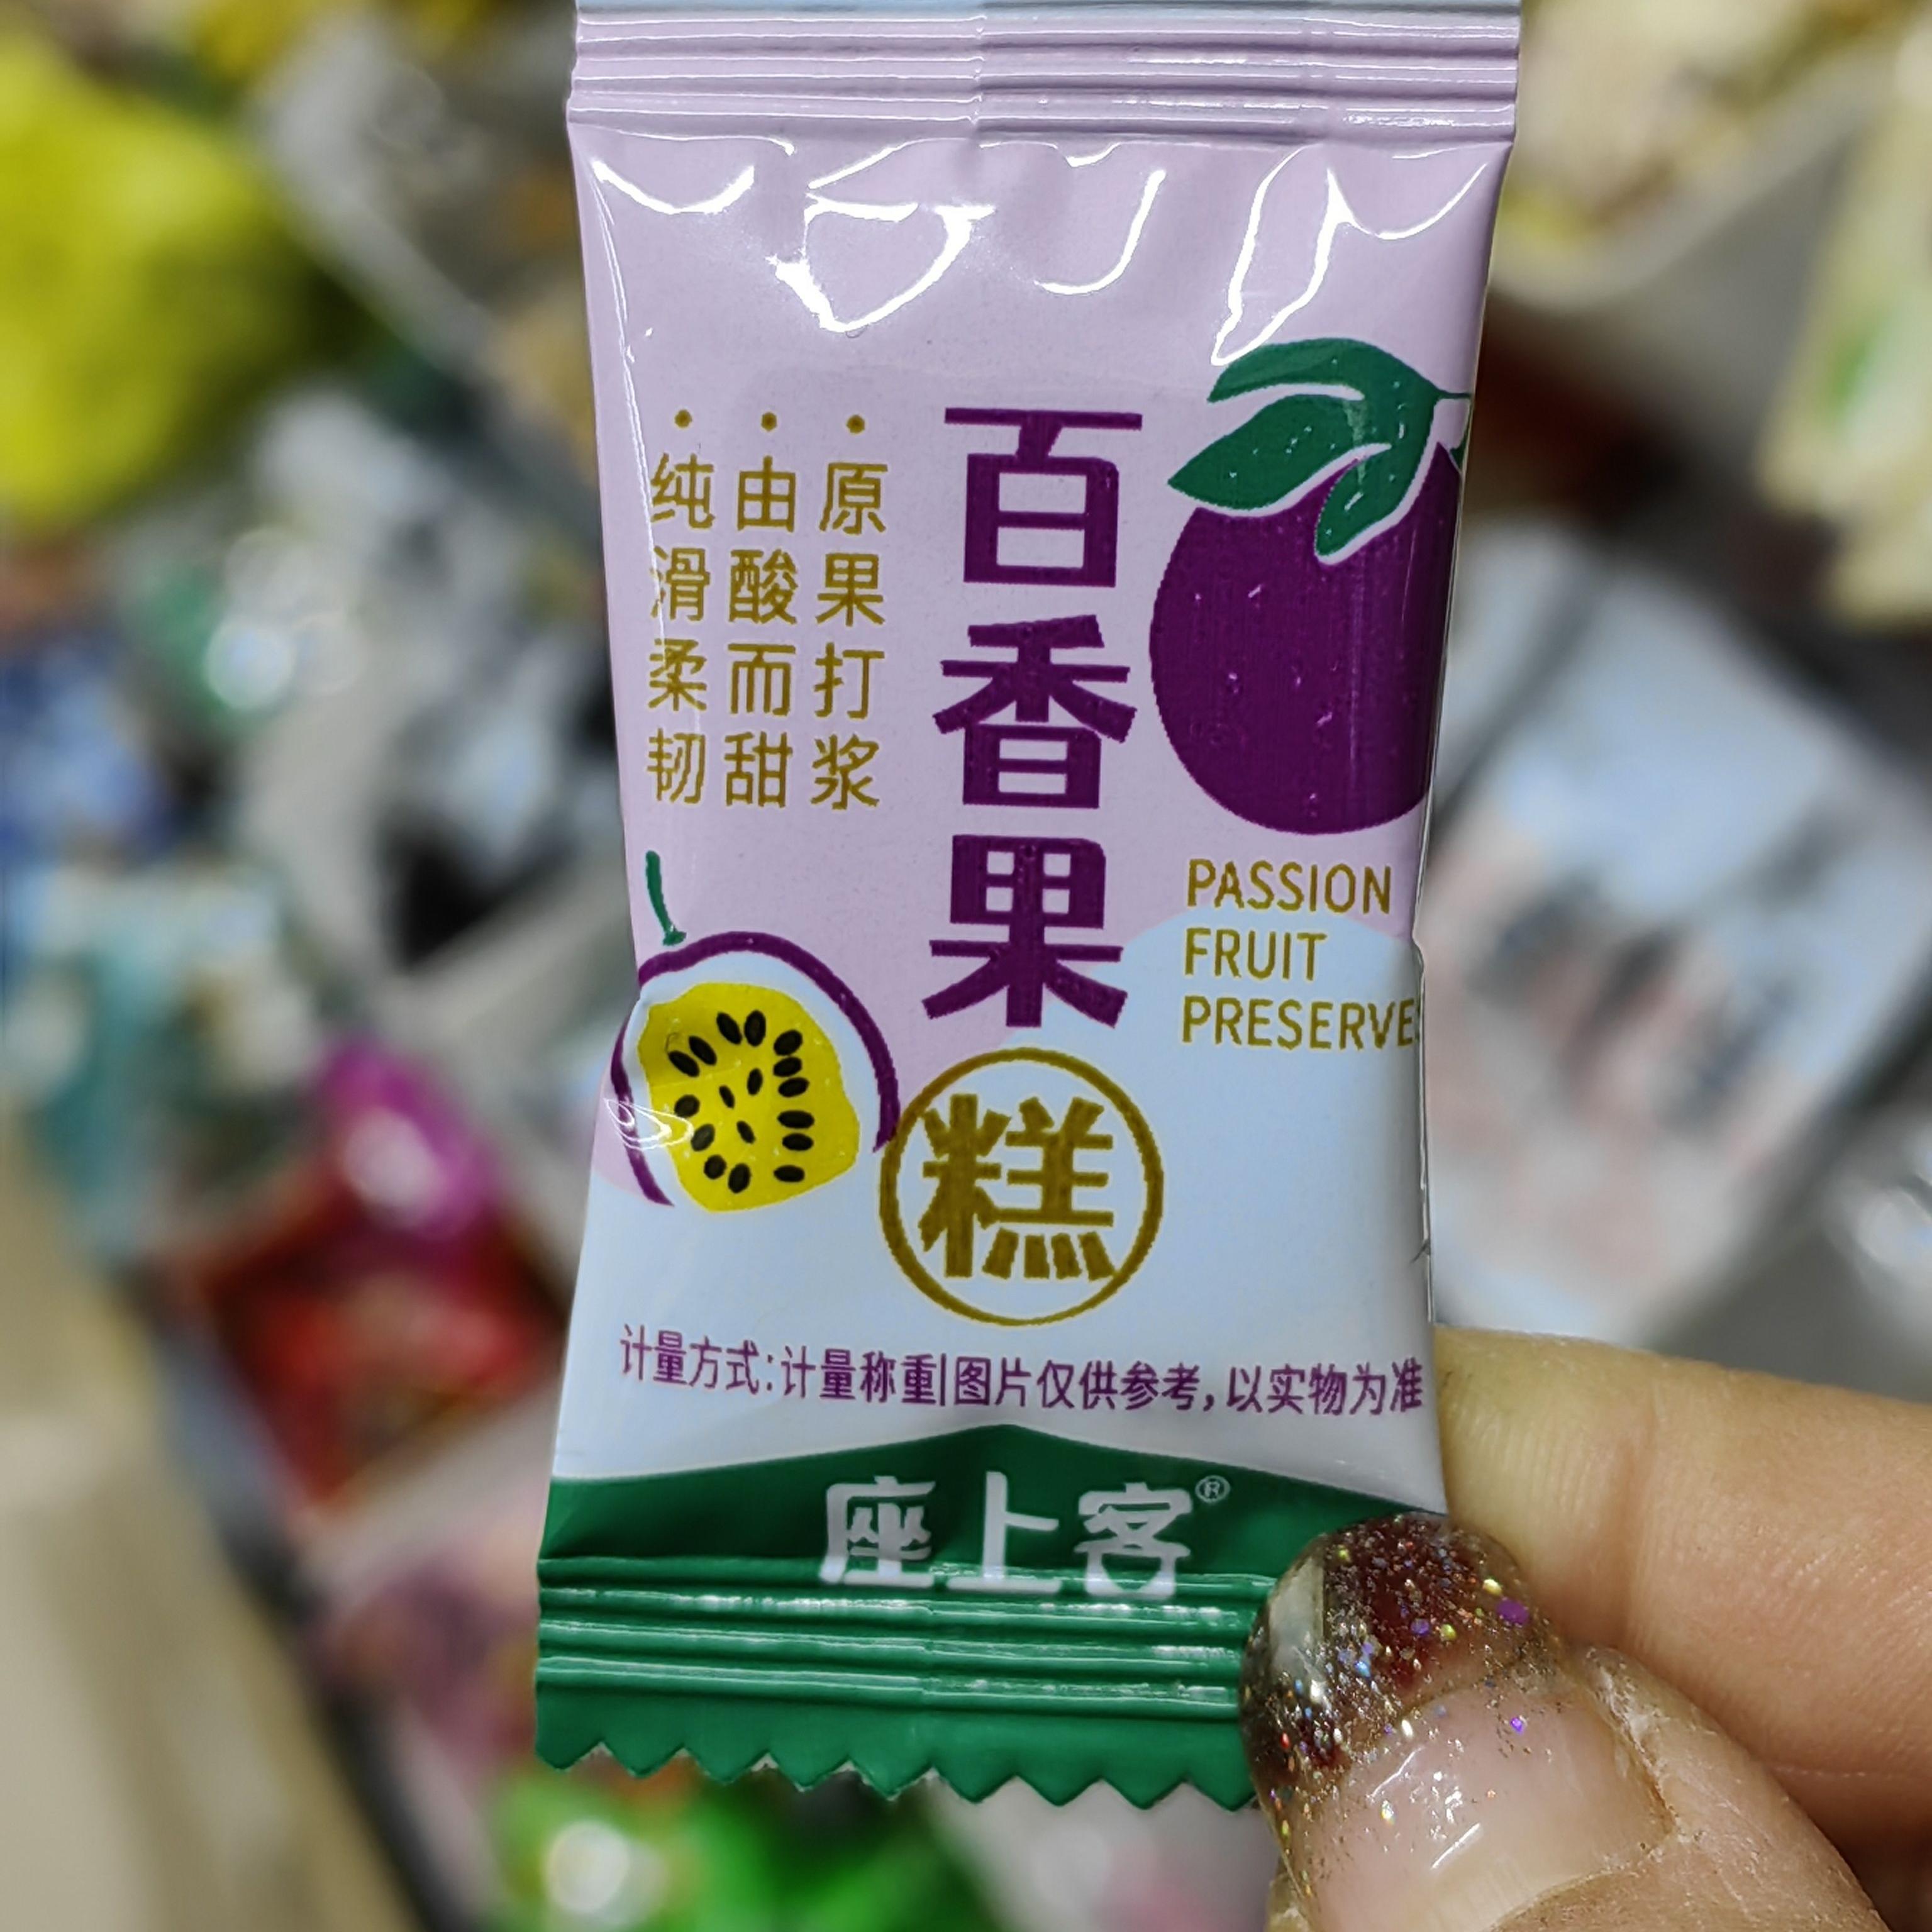 百香果
糕
原果打浆
由酸而甜
纯滑柔韧
PASSION
FRUIT
PRESERVES
计量方式:计量称重|图片仅供参考,以实物为准
座上客®